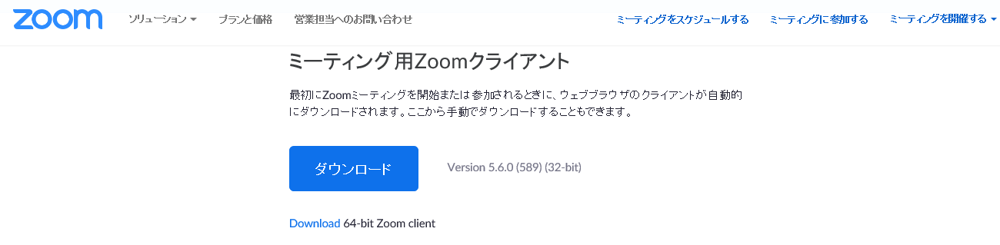 zoom ソリューション プランと価格 営業担当へのお問い合わせ ミーティングをスケジュールする ミーティングに参加する ミーティングを開催する
ミーティング用Zoomクライアント
最初にZoomミーティングを開始または参加されるときに、ウェブブラウザのクライアントが自動的
にダウンロードされます。ここから手動でダウンロードすることもできます。
ダウンロード Version 5.6.0 (589) (32-bit)
Download 64-bit Zoom client